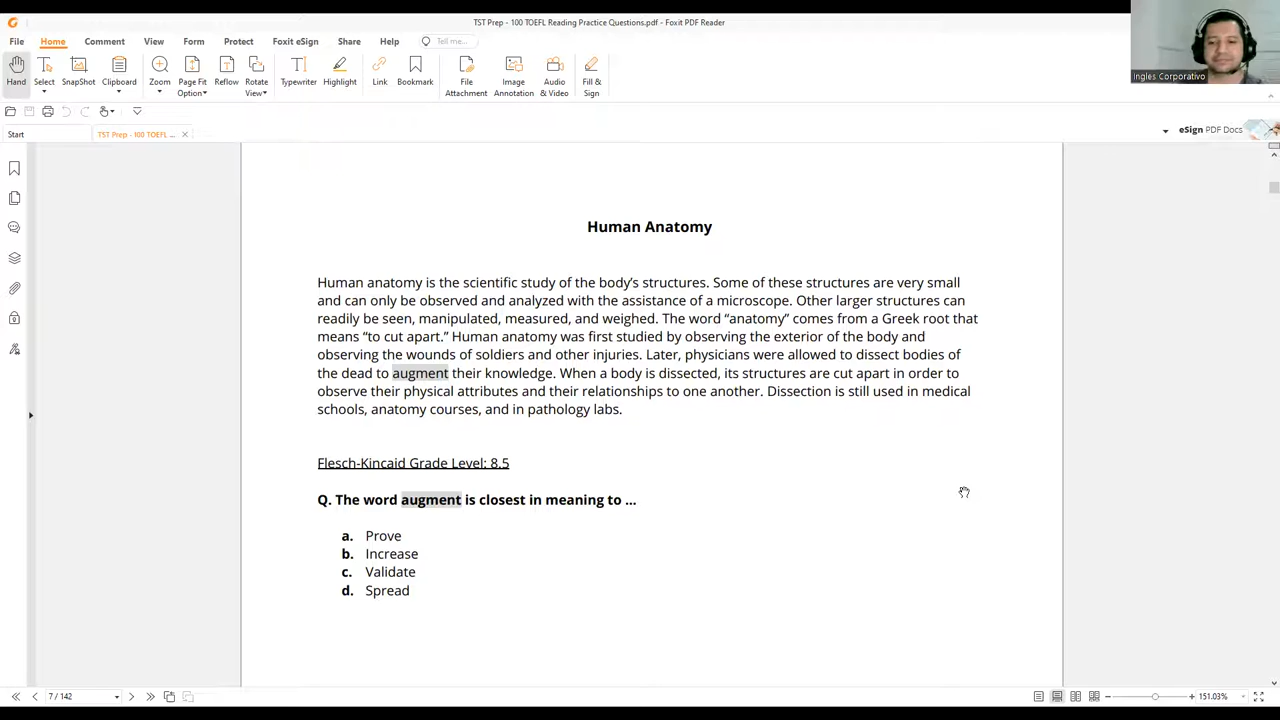 TST Prep - 100 TOEFL Reading Practice Questions.pdf - Foxit PDF Reader
File Home Comment View Form Protect Foxit eSign Share Help Tell me...
Hand Select SnapShot Clipboard Zoom Page Fit Option Reflow Rotate View Typewriter Highlight Link Bookmark File Attachment Image Annotation Audio & Video Fill & Sign
Ingles Corporativo
Start TST Prep - 100 TOEFL ... eSign PDF Docs
Human Anatomy
Human anatomy is the scientific study of the body’s structures. Some of these structures are very small
and can only be observed and analyzed with the assistance of a microscope. Other larger structures can
readily be seen, manipulated, measured, and weighed. The word “anatomy” comes from a Greek root that
means “to cut apart.” Human anatomy was first studied by observing the exterior of the body and
observing the wounds of soldiers and other injuries. Later, physicians were allowed to dissect bodies of
the dead to augment their knowledge. When a body is dissected, its structures are cut apart in order to
observe their physical attributes and their relationships to one another. Dissection is still used in medical
schools, anatomy courses, and in pathology labs.
Flesch-Kincaid Grade Level: 8.5
Q. The word augment is closest in meaning to ...
a. Prove
b. Increase
c. Validate
d. Spread
7 / 142 151.03%